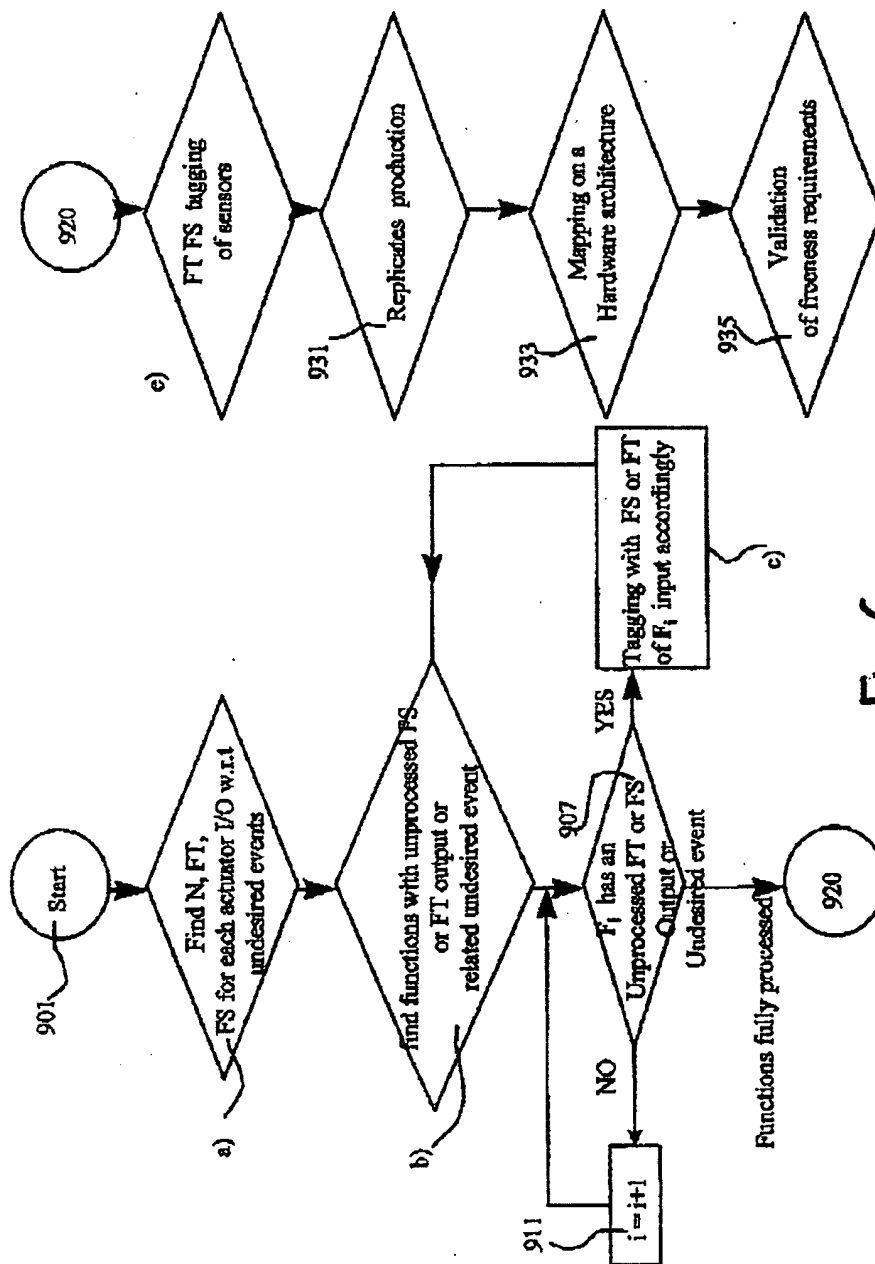 901
Start
a)
Find N, FT,
FS for each actuator I/O w.r.t
undesired events
b)
find functions with unprocessed FS
or FT output or
related undesired event
907
F_i has an
Unprocessed FT or FS
Output or
Undesired event
NO
YES
911
i=i+1
Tagging with FS or FT
of F_i input accordingly
c)
Functions fully processed
920
920
e)
FT FS tagging
of sensors
931
Replicates production
933
Mapping on a
Hardware architecture
935
Validation
of froeness requirements